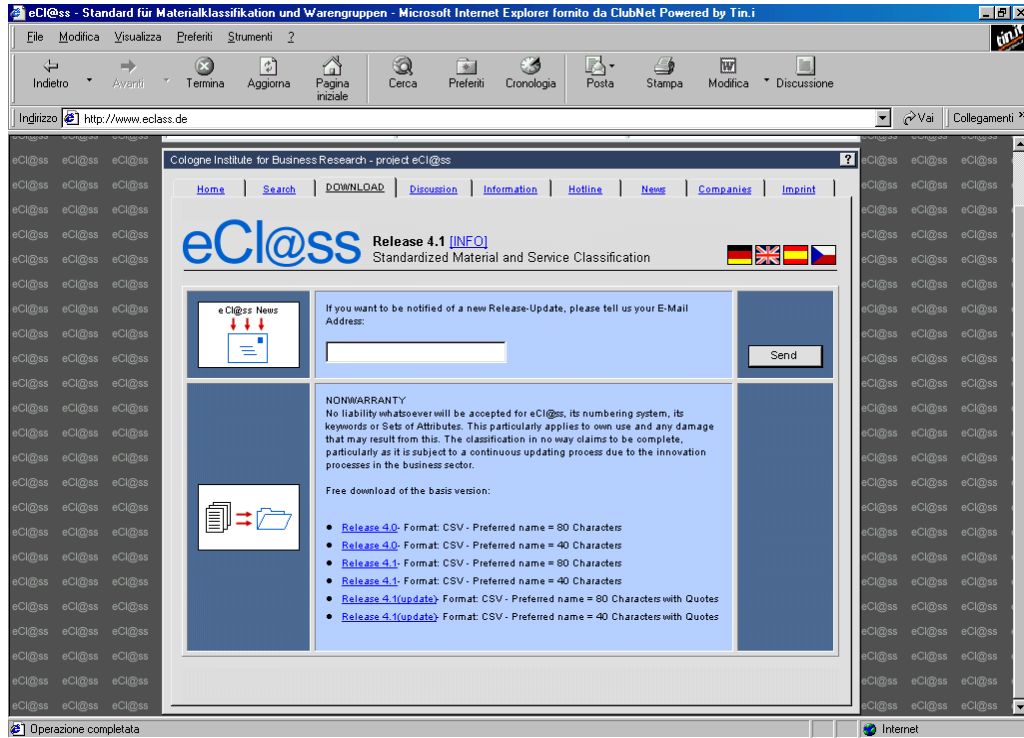 eCl@ss - Standard für Materialklassifikation und Warengruppen - Microsoft Internet Explorer fornito da ClubNet Powered by Tin.i
File Modifica Visualizza Preferiti Strumenti ?
tin.it
Indietro Avanti Termina Aggiorna Pagina iniziale Cerca Preferiti Cronologia Posta Stampa Modifica Discussione
Indirizzo http://www.eclass.de Vai Collegamenti »
Cologne Institute for Business Research - project eCl@ss ?
Home Search DOWNLOAD Discussion Information Hotline News Companies Imprint
eCl@ss
Release 4.1 [INFO]
Standardized Material and Service Classification
eCl@ss News
If you want to be notified of a new Release-Update, please tell us your E-Mail
Address:
Send
NONWARRANTY
No liability whatsoever will be accepted for eCl@ss, its numbering system, its
keywords or Sets of Attributes. This particularly applies to own use and any damage
that may result from this. The classification in no way claims to be complete,
particularly as it is subject to a continuous updating process due to the innovation
processes in the business sector.
Free download of the basis version:
Release 4.0- Format: CSV - Preferred name = 80 Characters
Release 4.0- Format: CSV - Preferred name = 40 Characters
Release 4.1- Format: CSV - Preferred name = 80 Characters
Release 4.1- Format: CSV - Preferred name = 40 Characters
Release 4.1(update)- Format: CSV - Preferred name = 80 Characters with Quotes
Release 4.1(update)- Format: CSV - Preferred name = 40 Characters with Quotes
eCl@ss eCl@ss eCl@ss
Operazione completata Internet